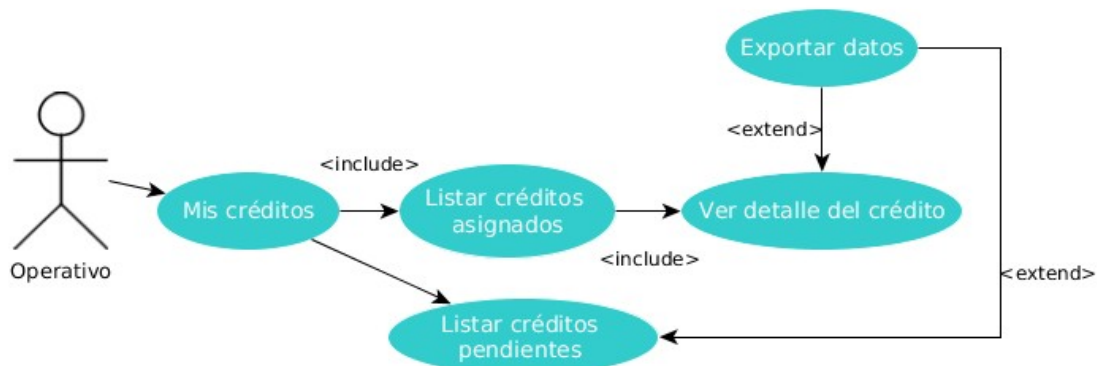 Exportar datos
<extend>
<include>
Mis créditos
Listar créditos
asignados
Ver detalle del crédito
<include>
Operativo
<extend>
Listar créditos
pendientes